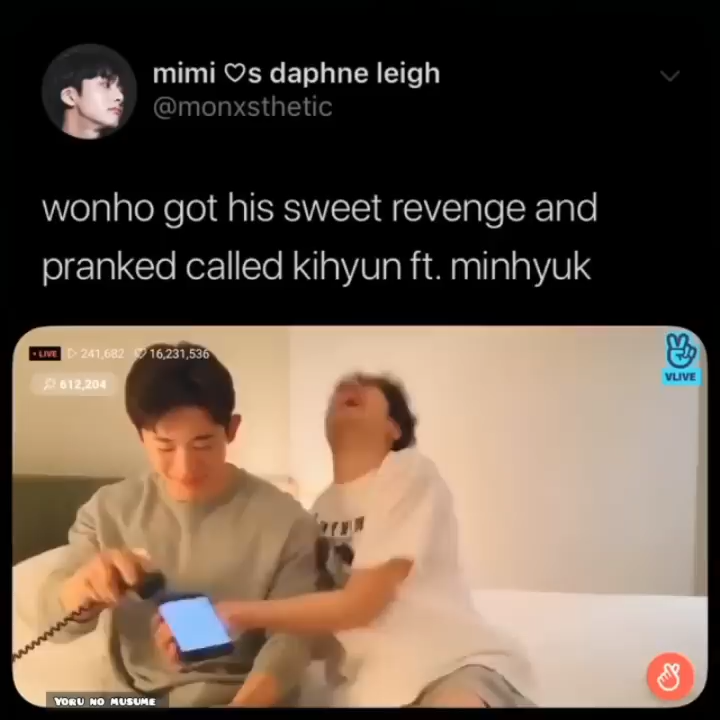 mimi ♡s daphne leigh
@monxsthetic
wonho got his sweet revenge and
pranked called kihyun ft. minhyuk
LIVE 241,682 16,231,536
612,204
VLIVE
YORU NO MUSUME